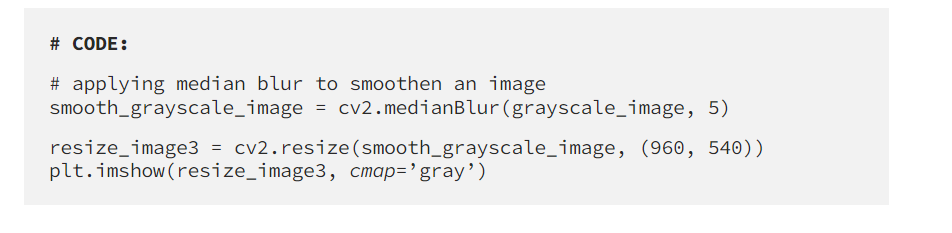 # CODE:
# applying median blur to smoothen an image
smooth_grayscale_image = cv2.medianBlur(grayscale_image, 5)
resize_image3 = cv2.resize(smooth_grayscale_image, (960, 540))
plt.imshow(resize_image3, cmap=’gray’)